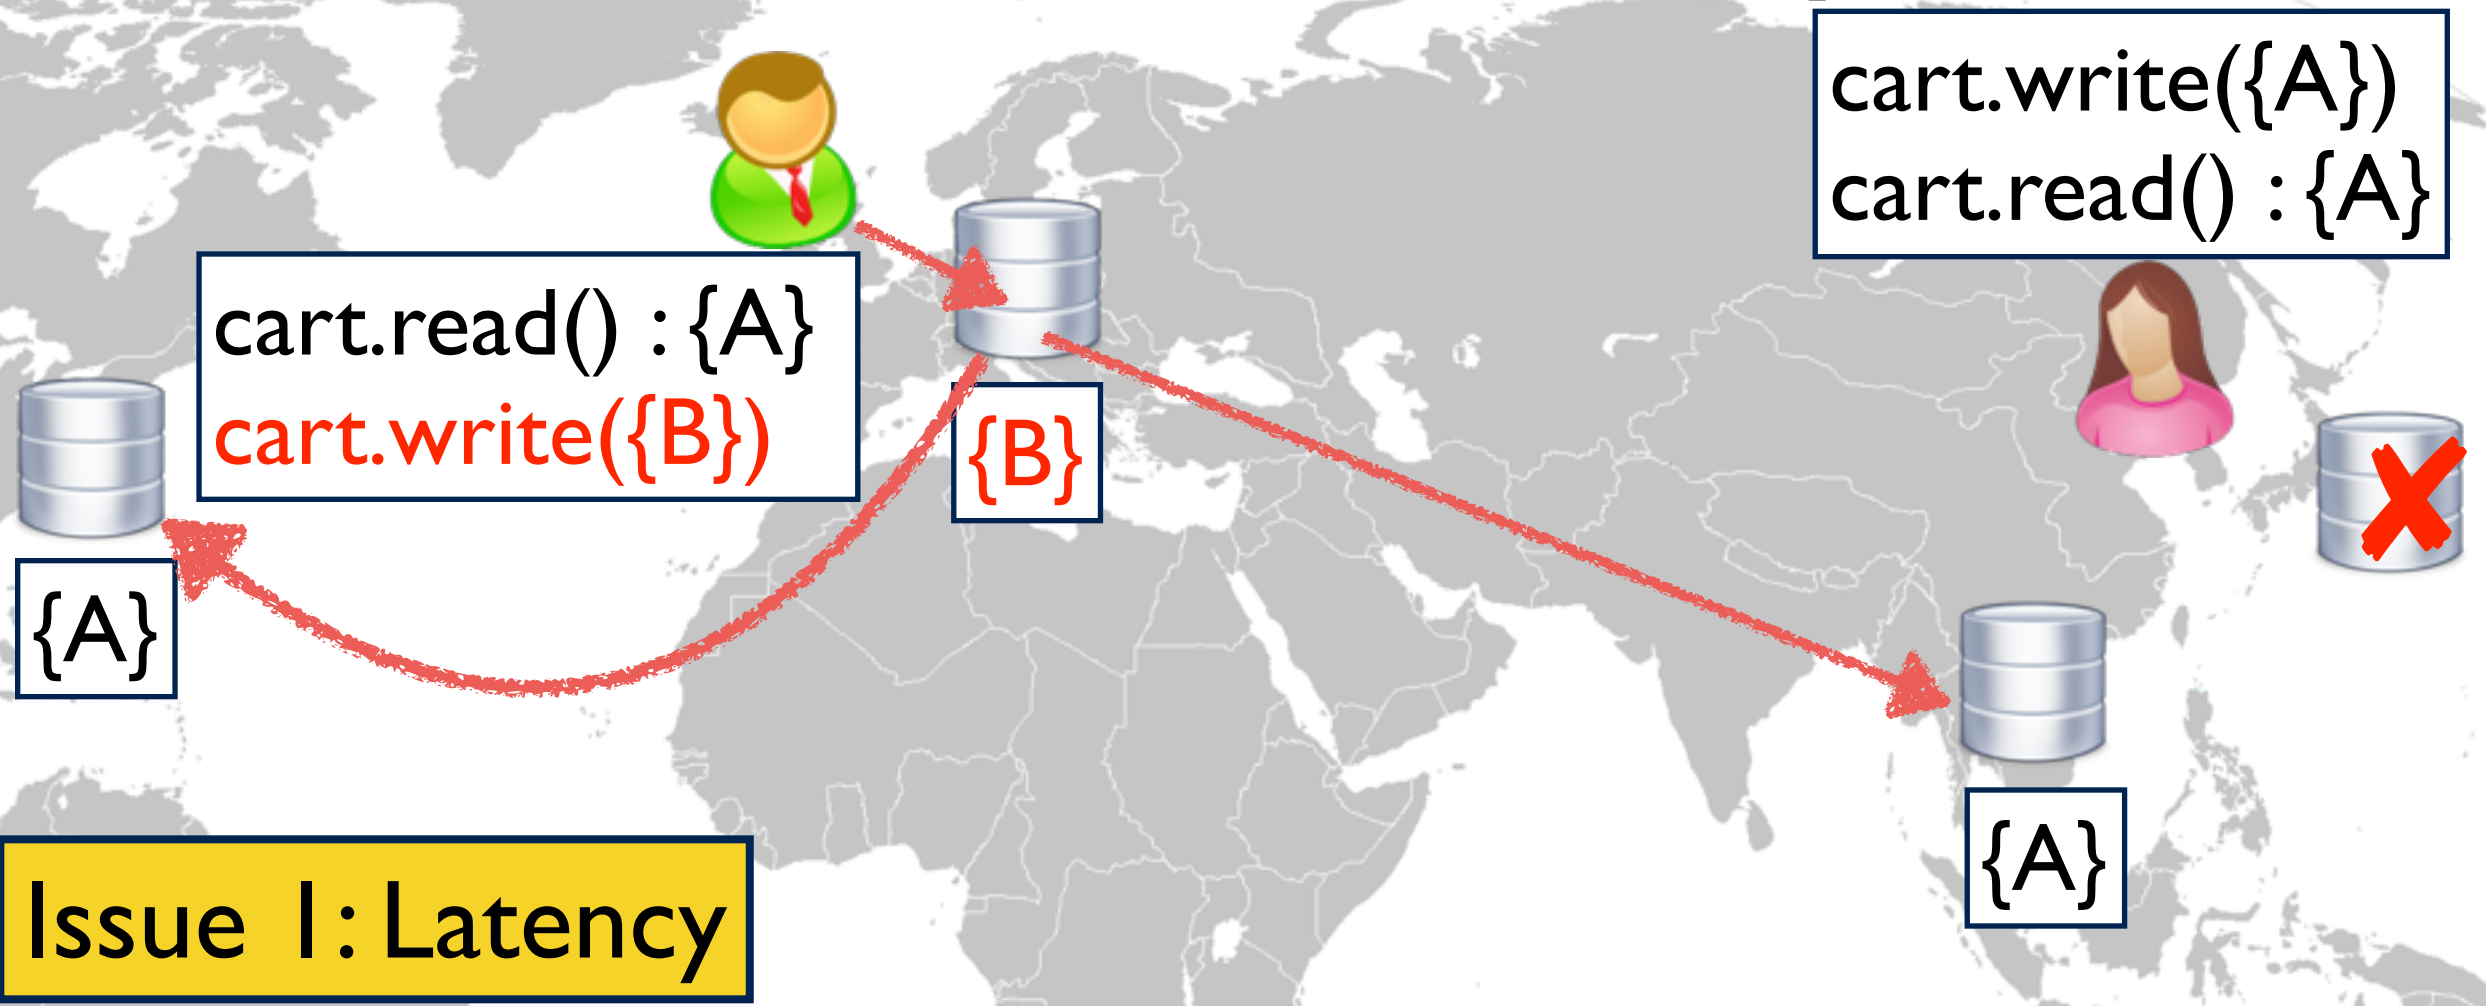 cart.write({A})
cart.read() : {A}
cart.read() : {A}
cart.write({B})
{B}
{A}
{A}
Issue 1: Latency